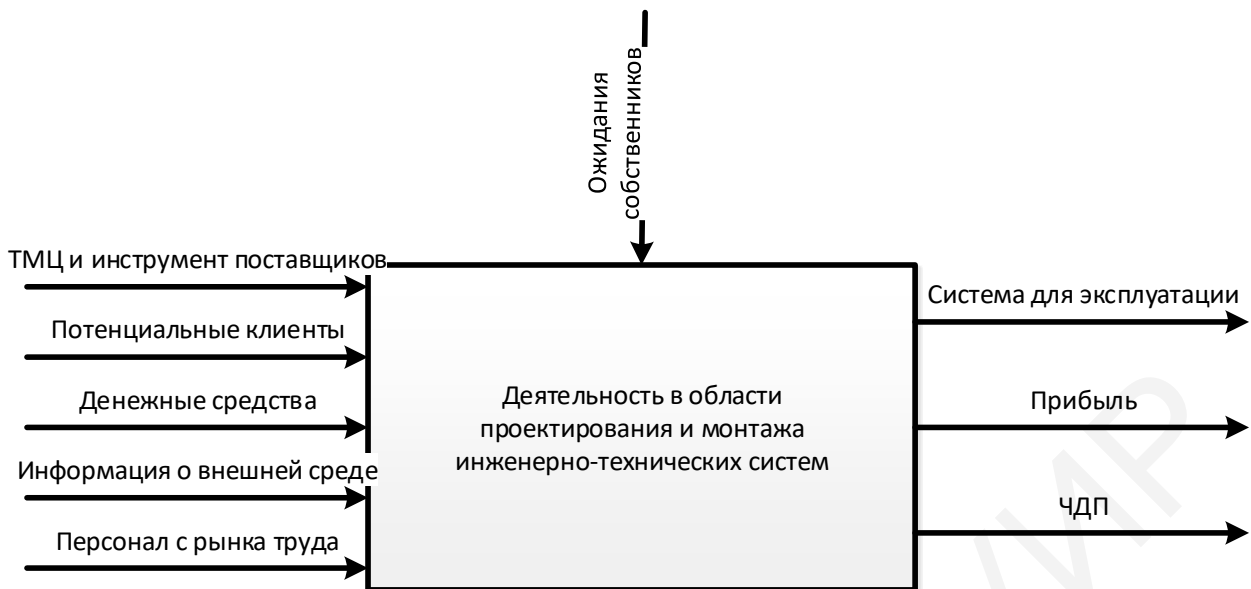 Ожидания
собственников
ТМЦ и инструмент поставщиков
Потенциальные клиенты
Денежные средства
Информация о внешней среде
Персонал с рынка труда
Деятельность в области
проектирования и монтажа
инженерно-технических систем
Система для эксплуатации
Прибыль
ЧДП